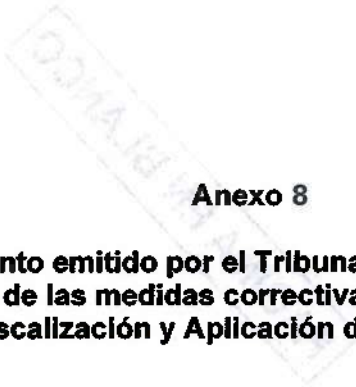 Anexo 8
nto emitido por el Tribuna
de las medidas correctiva
scalización y Aplicación d